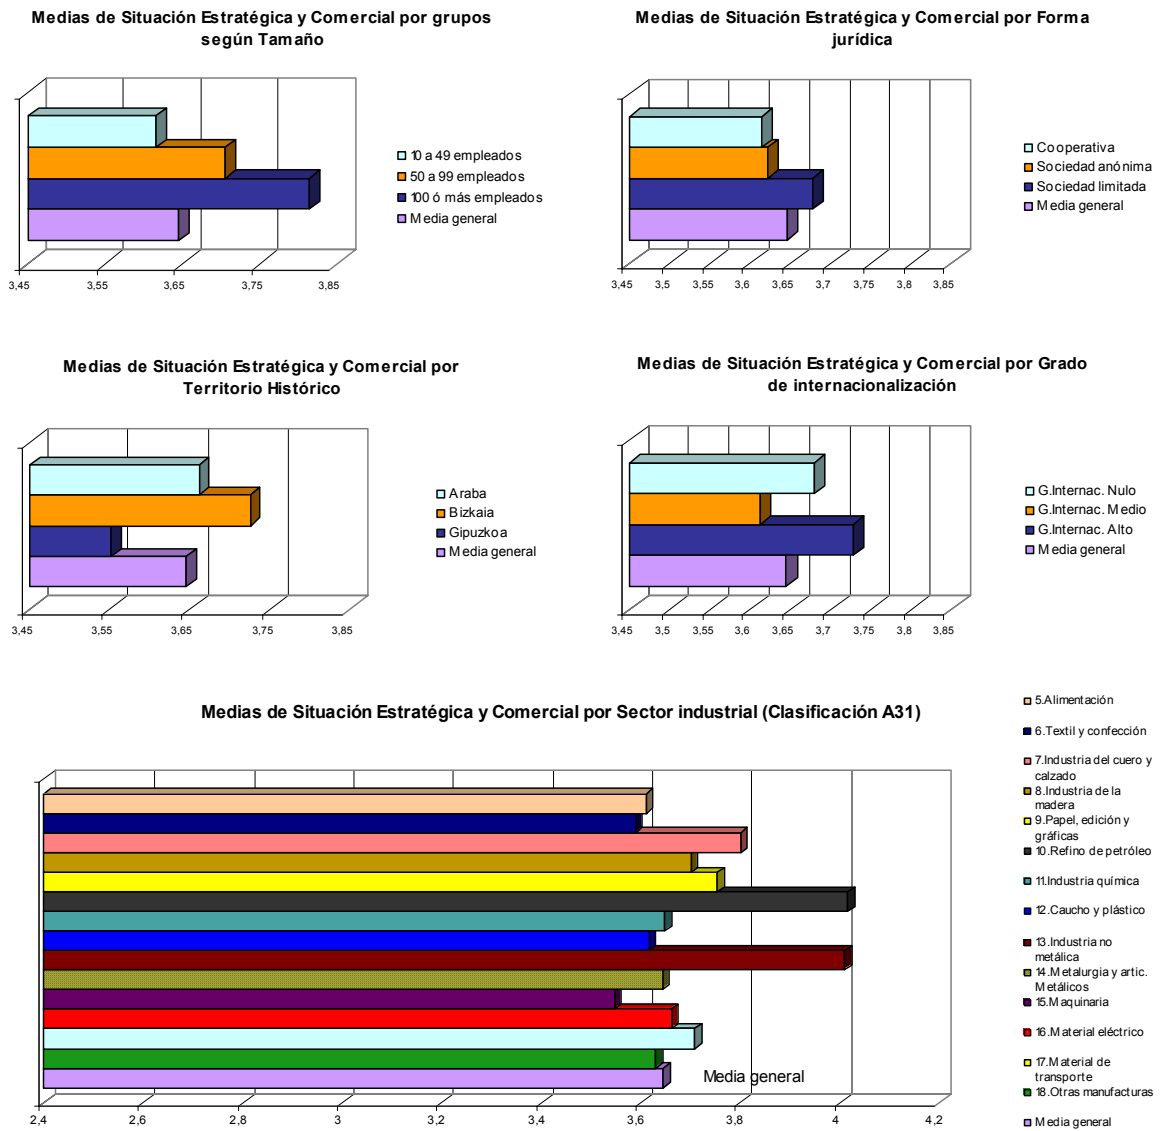 Medias de Situación Estratégica y Comercial por grupos
según Tamaño
10 a 49 empleados
50 a 99 empleados
100 ó más empleados
Media general
3,45 3,55 3,65 3,75 3,85
Medias de Situación Estratégica y Comercial por Forma
jurídica
Cooperativa
Sociedad anónima
Sociedad limitada
Media general
3,45 3,5 3,55 3,6 3,65 3,7 3,75 3,8 3,85
Medias de Situación Estratégica y Comercial por
Territorio Histórico
Araba
Bizkaia
Gipuzkoa
Media general
3,45 3,55 3,65 3,75 3,85
Medias de Situación Estratégica y Comercial por Grado
de internacionalización
G.Internac. Nulo
G.Internac. Medio
G.Internac. Alto
Media general
3,45 3,5 3,55 3,6 3,65 3,7 3,75 3,8 3,85
Medias de Situación Estratégica y Comercial por Sector industrial (Clasificación A31)
Media general
2,4 2,6 2,8 3 3,2 3,4 3,6 3,8 4 4,2
5.Alimentación
6.Textil y confección
7.Industria del cuero y
calzado
8.Industria de la
madera
9.Papel, edición y
gráficas
10.Refino de petróleo
11.Industria química
12.Caucho y plástico
13.Industria no
metálica
14.Metalurgia y artic.
Metálicos
15.Maquinaria
16.Material eléctrico
17.Material de
transporte
18.Otras manufacturas
Media general